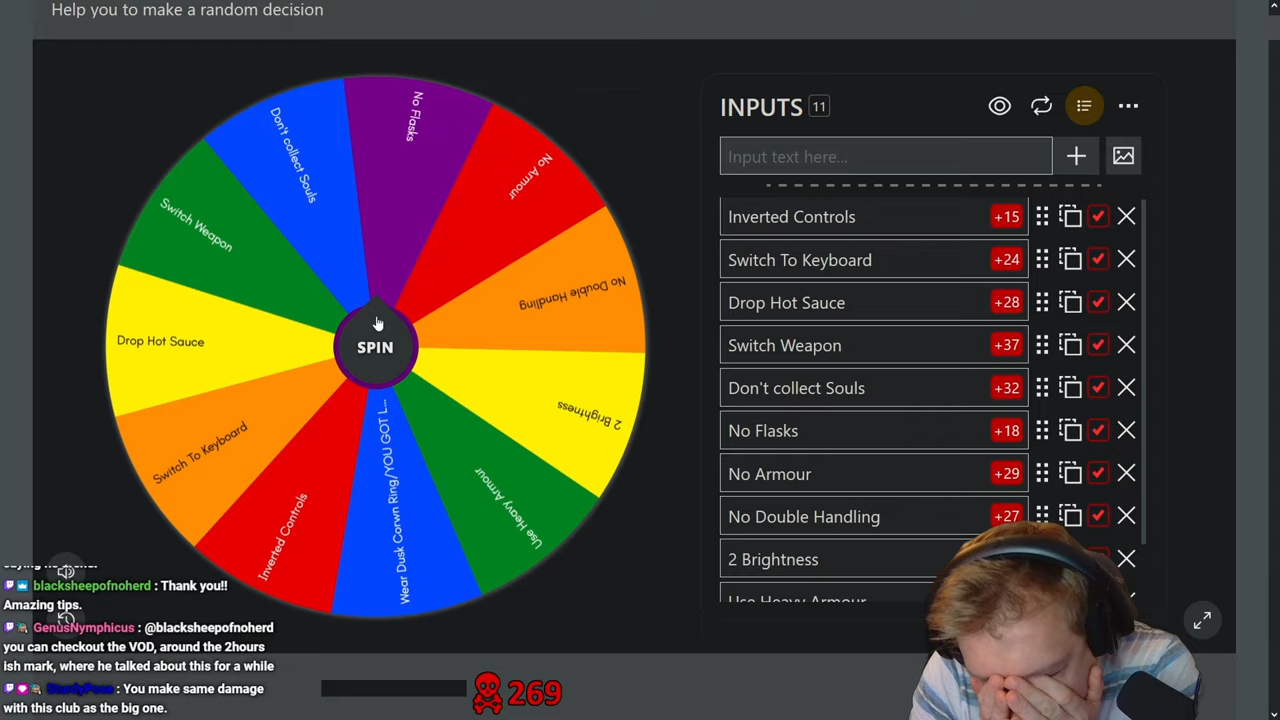 Help you to make a random decision
INPUTS 11
Input text here...
Inverted Controls +15
Switch To Keyboard +24
Drop Hot Sauce +28
Switch Weapon +37
Don't collect Souls +32
No Flasks +18
No Armour +29
No Double Handling +27
2 Brightness
Use Heavy Armour
No Flasks
No Armour
No Double Handling
2 Brightness
Use Heavy Armour
Wear Dusk Corwn Ring/YOU GOT L...
Inverted Controls
Switch To Keyboard
Drop Hot Sauce
Switch Weapon
Don't collect Souls
SPIN
blacksheepofnoherd : Thank you!!
Amazing tips.
GenusNymphicus : @blacksheepofnoherd
you can checkout the VOD, around the 2hours
ish mark, where he talked about this for a while
SturdyPose : You make same damage
with this club as the big one.
269